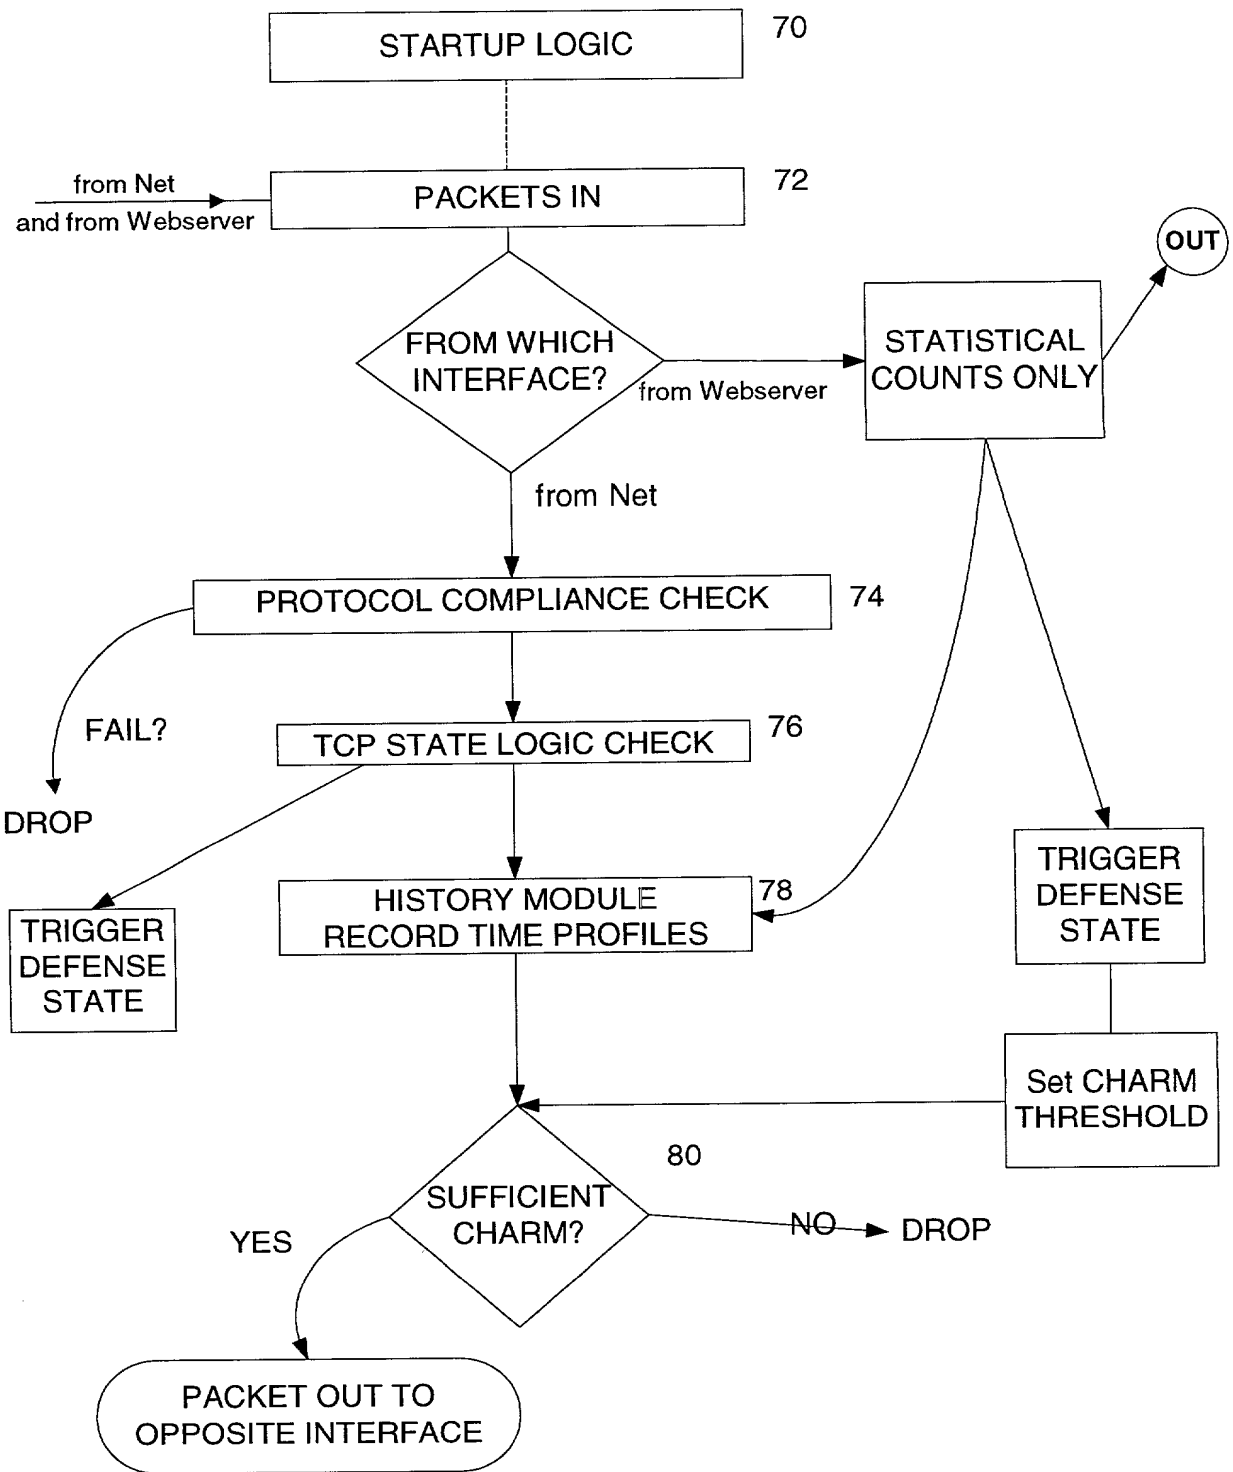 STARTUP LOGIC
70
from Net
and from Webserver
PACKETS IN
72
OUT
FROM WHICH
INTERFACE?
from Webserver
STATISTICAL
COUNTS ONLY
from Net
PROTOCOL COMPLIANCE CHECK
74
FAIL?
DROP
TCP STATE LOGIC CHECK
76
TRIGGER
DEFENSE
STATE
HISTORY MODULE
RECORD TIME PROFILES
78
TRIGGER
DEFENSE
STATE
Set CHARM
THRESHOLD
80
SUFFICIENT
CHARM?
YES
NO
DROP
PACKET OUT TO
OPPOSITE INTERFACE